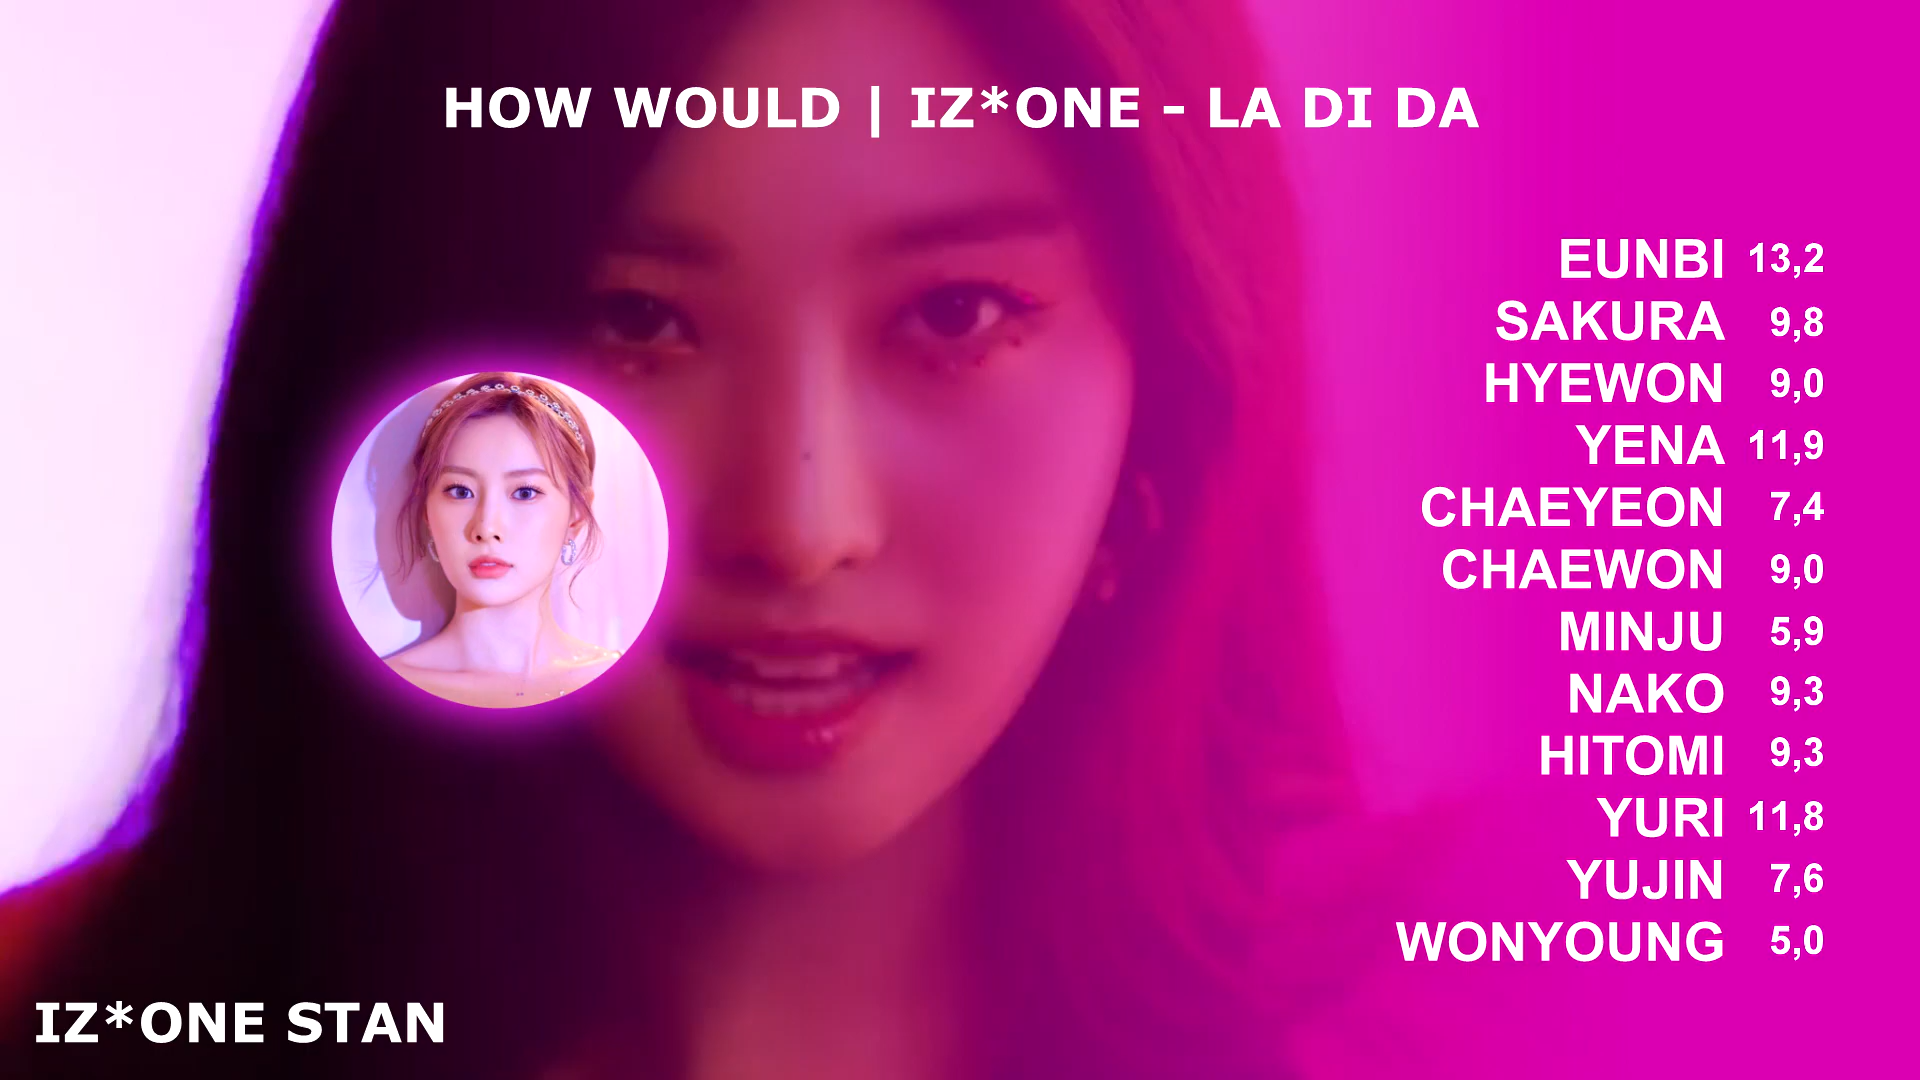 HOW WOULD | IZ*ONE - LA DI DA
EUNBI 13,2
SAKURA 9,8
HYEWON 9,0
YENA 11,9
CHAEYEON 7,4
CHAEWON 9,0
MINJU 5,9
NAKO 9,3
HITOMI 9,3
YURI 11,8
YUJIN 7,6
WONYOUNG 5,0
IZ*ONE STAN